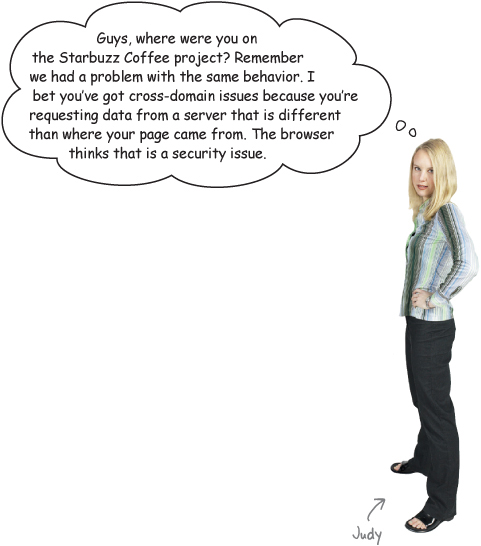 Guys, where were you on
the Starbuzz Coffee project? Remember
we had a problem with the same behavior. I
bet you've got cross-domain issues because you're
requesting data from a server that is different
than where your page came from. The browser
thinks that is a security issue.
Judy